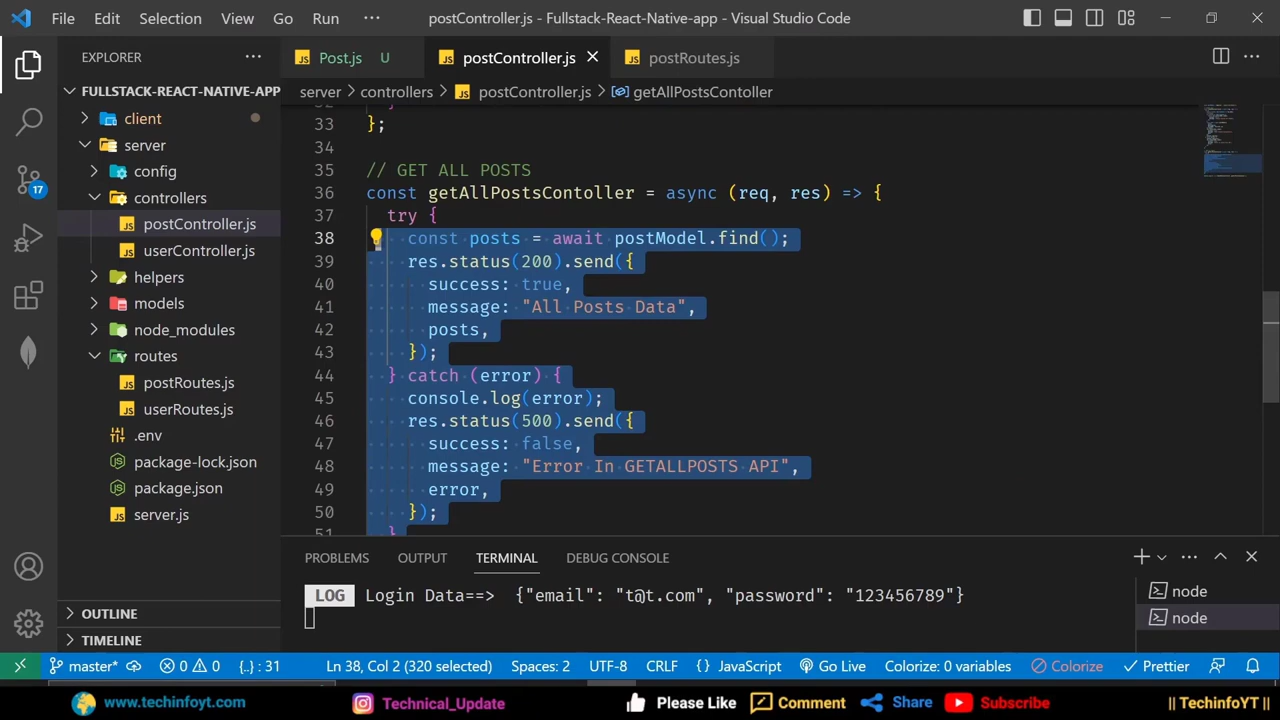 File Edit Selection View Go Run ··· postController.js - Fullstack-React-Native-app - Visual Studio Code
EXPLORER ···
Post.js U postController.js postRoutes.js ···
FULLSTACK-REACT-NATIVE-APP
server > controllers > postController.js > getAllPostsContoller
client
server
config
controllers
postController.js
userController.js
helpers
models
node_modules
routes
postRoutes.js
userRoutes.js
.env
package-lock.json
package.json
server.js
OUTLINE
TIMELINE
17
33 };
34
35 // GET ALL POSTS
36 const getAllPostsContoller = async (req, res) => {
37 try {
38 const posts = await postModel.find();
39 res.status(200).send({
40 success: true,
41 message: "All Posts Data",
42 posts,
43 });
44 } catch (error) {
45 console.log(error);
46 res.status(500).send({
47 success: false,
48 message: "Error In GETALLPOSTS API",
49 error,
50 });
51 }
PROBLEMS OUTPUT TERMINAL DEBUG CONSOLE
LOG Login Data==> {"email": "t@t.com", "password": "123456789"}
node
node
master* 0 0 {..} : 31 Ln 38, Col 2 (320 selected) Spaces: 2 UTF-8 CRLF {} JavaScript Go Live Colorize: 0 variables Colorize Prettier
www.techinfoyt.com Technical_Update Please Like Comment Share Subscribe || TechinfoYT ||